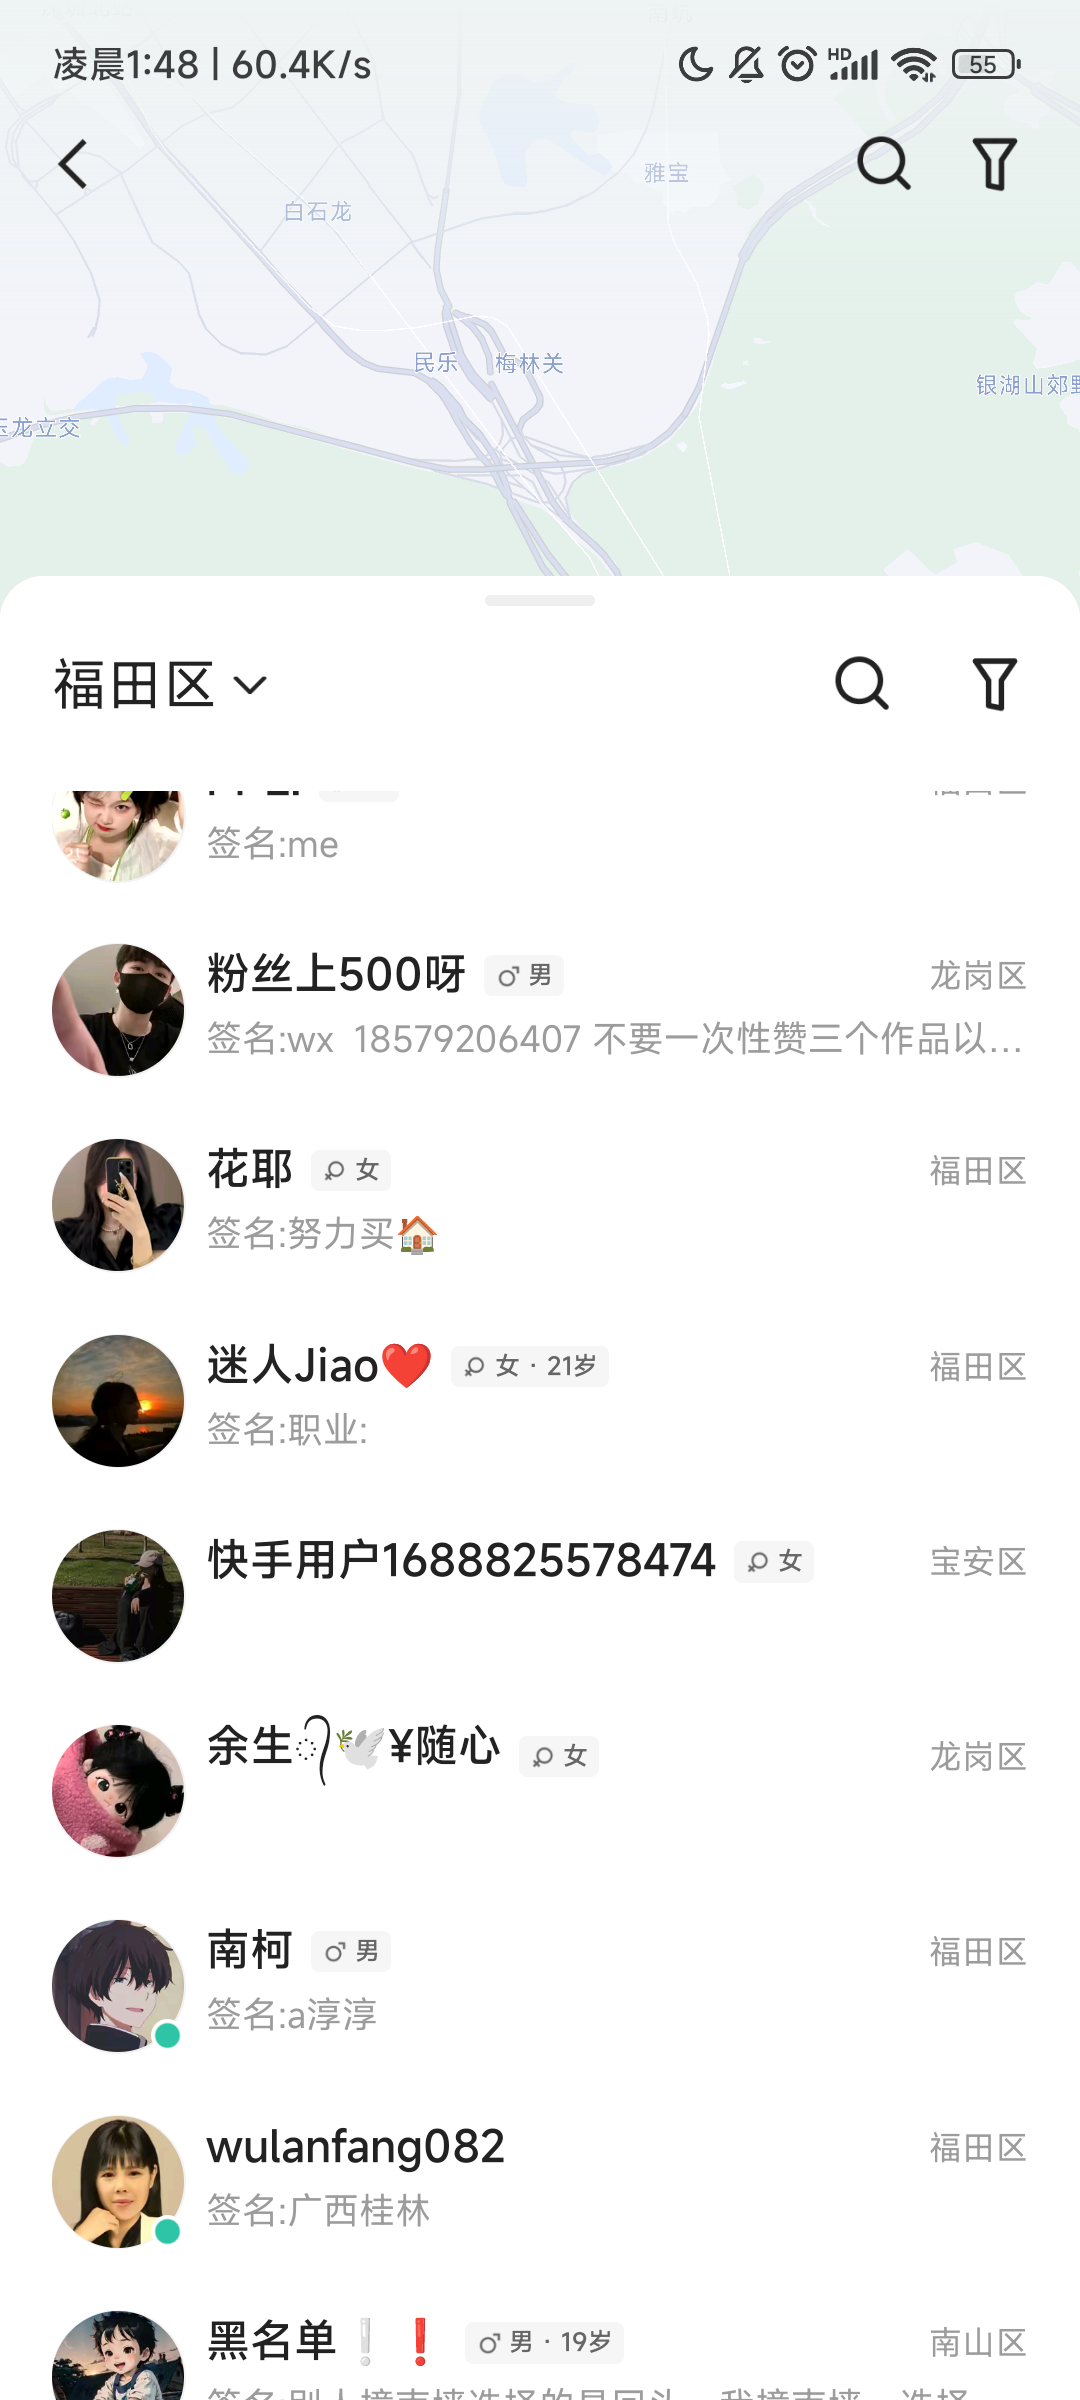 凌晨1:48 | 60.4K/s
HD
55
雅宝
白石龙
民乐
梅林关
银湖山郊野
龙立交
福田区
签名:me
粉丝上500呀 男 龙岗区
签名:wx 18579206407 不要一次性赞三个作品以...
花耶 女 福田区
签名:努力买🏠
迷人Jiao❤️ 女 · 21岁 福田区
签名:职业:
快手用户1688825578474 女 宝安区
余生᭄🕊️¥随心 女 龙岗区
南柯 男 福田区
签名:a淳淳
wulanfang082 福田区
签名:广西桂林
黑名单❕❗ 男 · 19岁 南山区